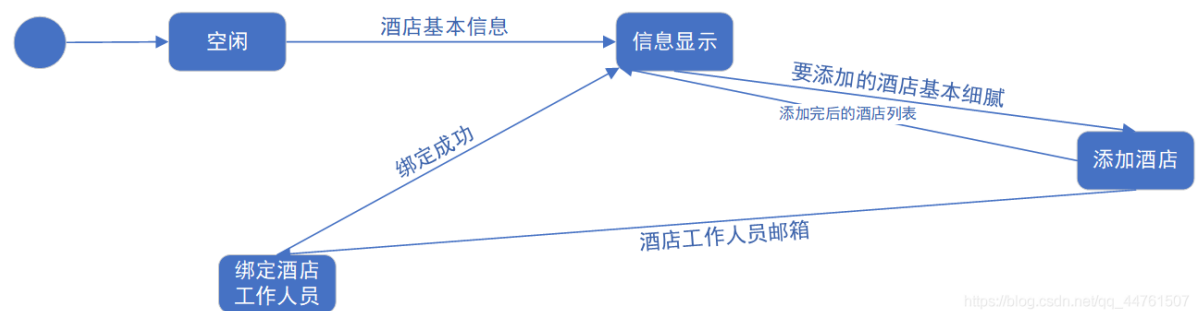 空闲
酒店基本信息
信息显示
要添加的酒店基本细腻
添加完后的酒店列表
绑定成功
添加酒店
酒店工作人员邮箱
绑定酒店
工作人员
https://blog.csdn.net/qq_44761507